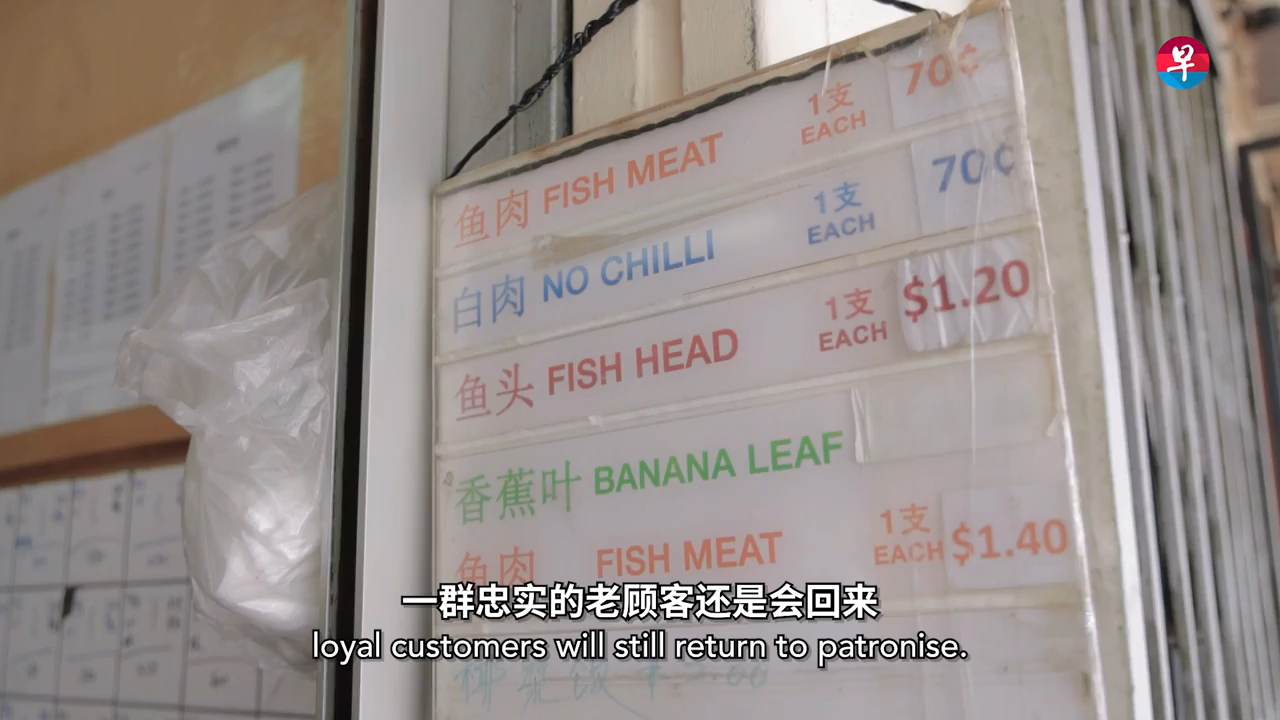 早
鱼肉 FISH MEAT 1支 EACH 70¢
白肉 NO CHILLI 1支 EACH 70¢
鱼头 FISH HEAD 1支 EACH $1.20
香蕉叶 BANANA LEAF
鱼肉 FISH MEAT 1支 EACH $1.40
一群忠实的老顾客还是会回来
loyal customers will still return to patronise.